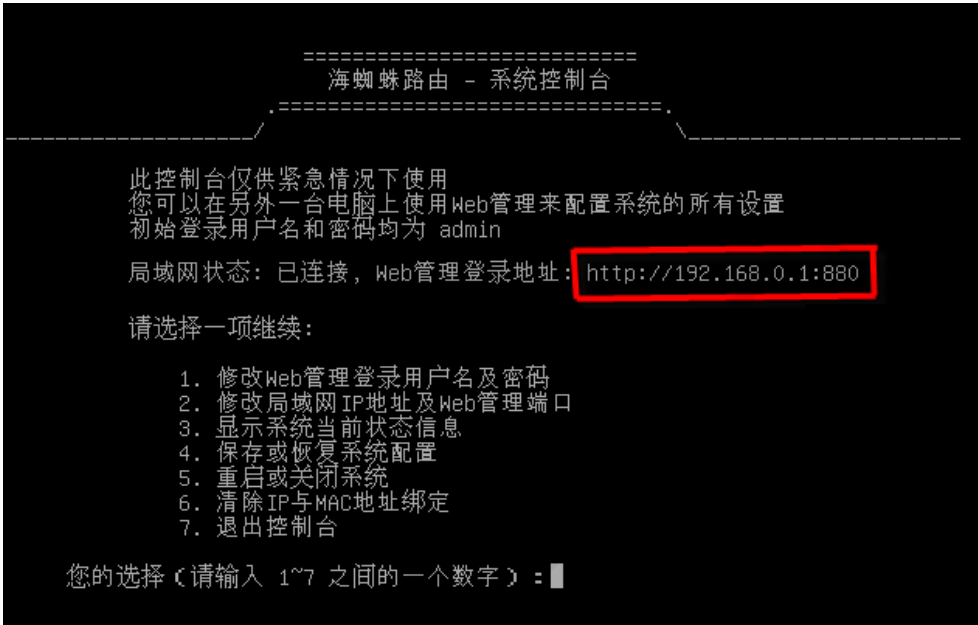 ===========================
海蜘蛛路由 - 系统控制台
.===============================.
____________________/ \______________________
此控制台仅供紧急情况下使用
您可以在另外一台电脑上使用Web管理来配置系统的所有设置
初始登录用户名和密码均为 admin
局域网状态: 已连接, Web管理登录地址: http://192.168.0.1:880
请选择一项继续:
1. 修改Web管理登录用户名及密码
2. 修改局域网IP地址及Web管理端口
3. 显示系统当前状态信息
4. 保存或恢复系统配置
5. 重启或关闭系统
6. 清除IP与MAC地址绑定
7. 退出控制台
您的选择(请输入 1~7 之间的一个数字) :